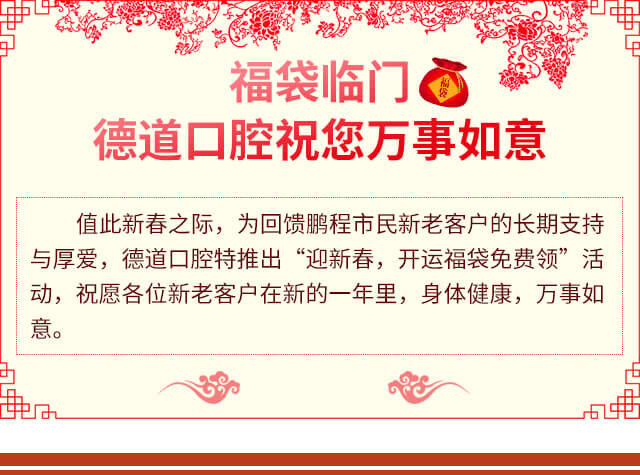 福袋临门
福袋
德道口腔祝您万事如意
值此新春之际，为回馈鹏程市民新老客户的长期支持
与厚爱，德道口腔特推出“迎新春，开运福袋免费领”活
动，祝愿各位新老客户在新的一年里，身体健康，万事如
意。